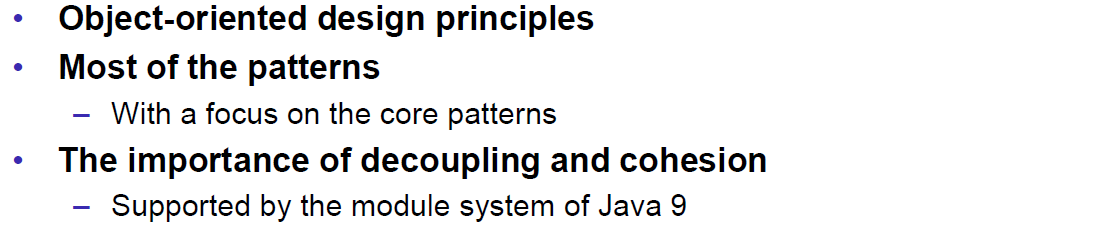 • Object-oriented design principles
• Most of the patterns
– With a focus on the core patterns
• The importance of decoupling and cohesion
– Supported by the module system of Java 9